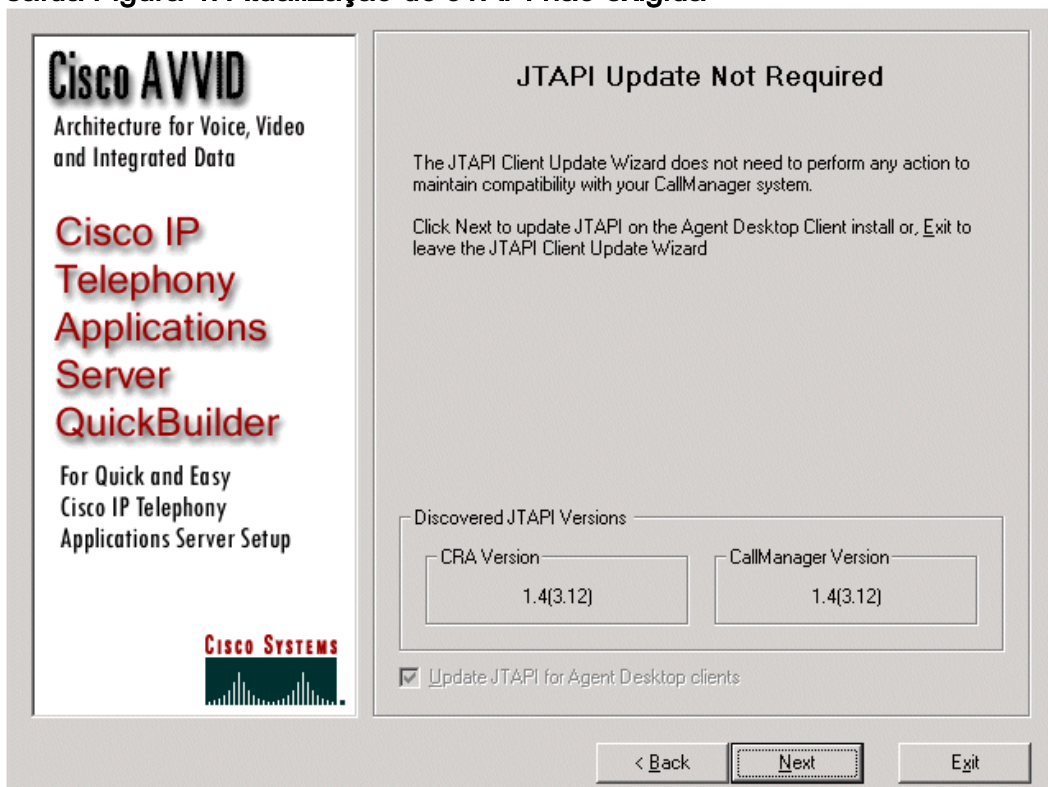 Cisco AVVID
Architecture for Voice, Video
and Integrated Data
Cisco IP
Telephony
Applications
Server
QuickBuilder
For Quick and Easy
Cisco IP Telephony
Applications Server Setup
CISCO SYSTEMS
JTAPI Update Not Required
The JTAPI Client Update Wizard does not need to perform any action to
maintain compatibility with your CallManager system.
Click Next to update JTAPI on the Agent Desktop Client install or, Exit to
leave the JTAPI Client Update Wizard
Discovered JTAPI Versions
CRA Version
1.4(3.12)
CallManager Version
1.4(3.12)
Update JTAPI for Agent Desktop clients
< Back
Next
Exit